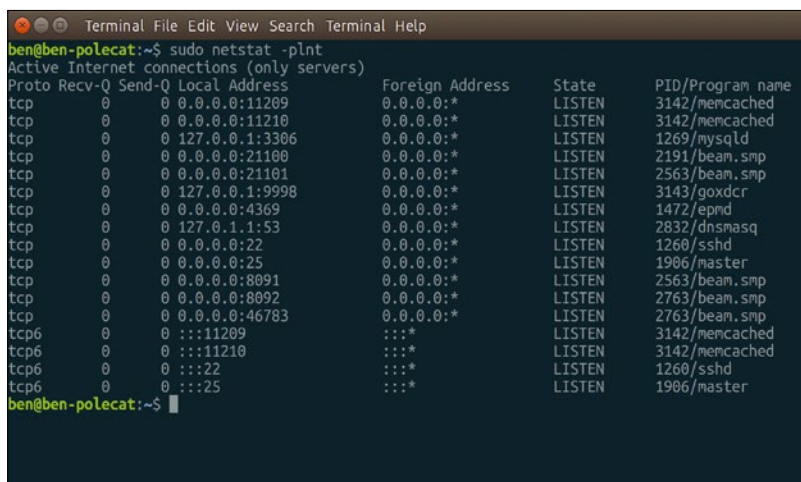 Terminal File Edit View Search Terminal Help
ben@ben-polecat:~$ sudo netstat -plnt
Active Internet connections (only servers)
Proto Recv-Q Send-Q Local Address Foreign Address State PID/Program name
tcp 0 0 0.0.0.0:11209 0.0.0.0:* LISTEN 3142/memcached
tcp 0 0 0.0.0.0:11210 0.0.0.0:* LISTEN 3142/memcached
tcp 0 0 127.0.0.1:3306 0.0.0.0:* LISTEN 1269/mysqld
tcp 0 0 0.0.0.0:21100 0.0.0.0:* LISTEN 2191/beam.smp
tcp 0 0 0.0.0.0:21101 0.0.0.0:* LISTEN 2563/beam.smp
tcp 0 0 127.0.0.1:9998 0.0.0.0:* LISTEN 3143/goxdcr
tcp 0 0 0.0.0.0:4369 0.0.0.0:* LISTEN 1472/epmd
tcp 0 0 127.0.1.1:53 0.0.0.0:* LISTEN 2832/dnsmasq
tcp 0 0 0.0.0.0:22 0.0.0.0:* LISTEN 1260/sshd
tcp 0 0 0.0.0.0:25 0.0.0.0:* LISTEN 1906/master
tcp 0 0 0.0.0.0:8091 0.0.0.0:* LISTEN 2563/beam.smp
tcp 0 0 0.0.0.0:8092 0.0.0.0:* LISTEN 2763/beam.smp
tcp 0 0 0.0.0.0:46783 0.0.0.0:* LISTEN 2763/beam.smp
tcp6 0 0 :::11209 :::* LISTEN 3142/memcached
tcp6 0 0 :::11210 :::* LISTEN 3142/memcached
tcp6 0 0 :::22 :::* LISTEN 1260/sshd
tcp6 0 0 :::25 :::* LISTEN 1906/master
ben@ben-polecat:~$